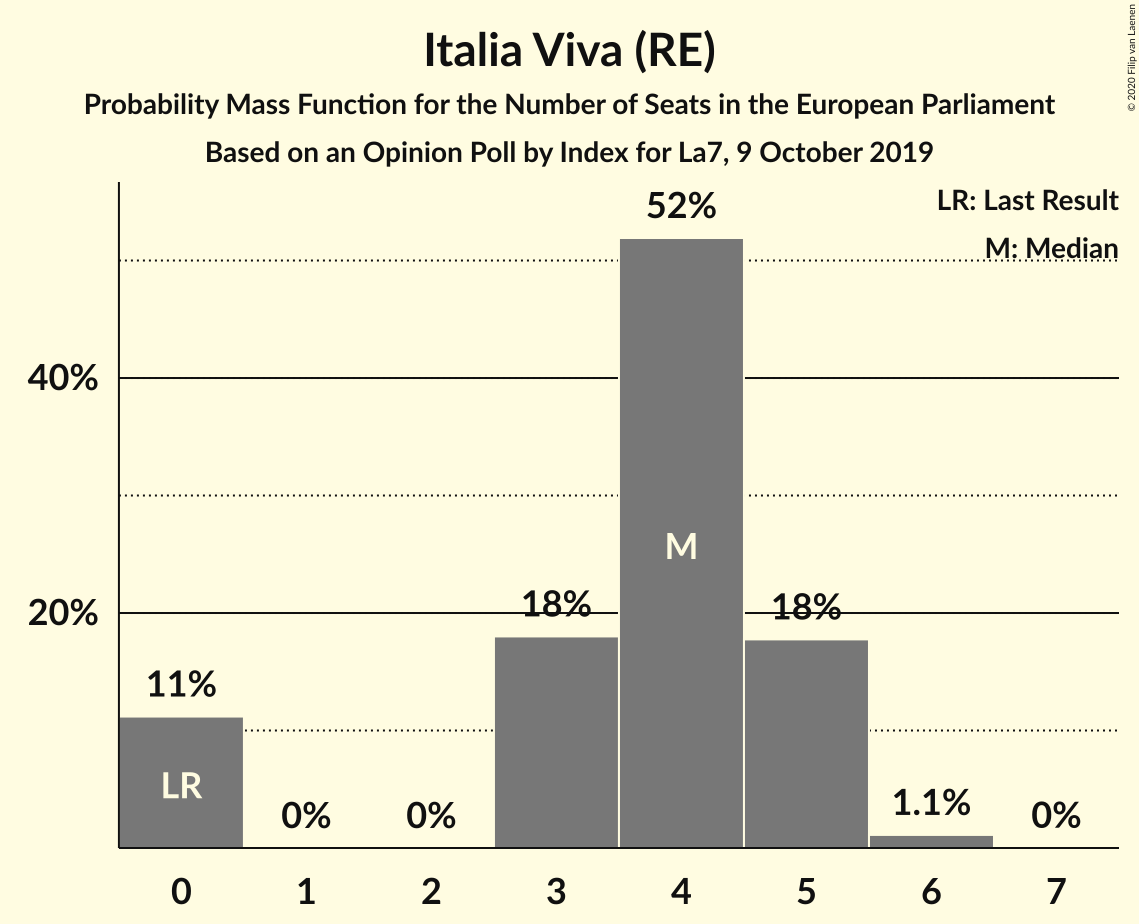 Italia Viva (RE)
Probability Mass Function for the Number of Seats in the European Parliament
Based on an Opinion Poll by Index for La7, 9 October 2019
© 2020 Filip van Laenen
LR: Last Result
M: Median
52%
40%
M
18%
18%
20%
11%
LR
0%
0%
1.1%
0%
0 1 2 3 4 5 6 7